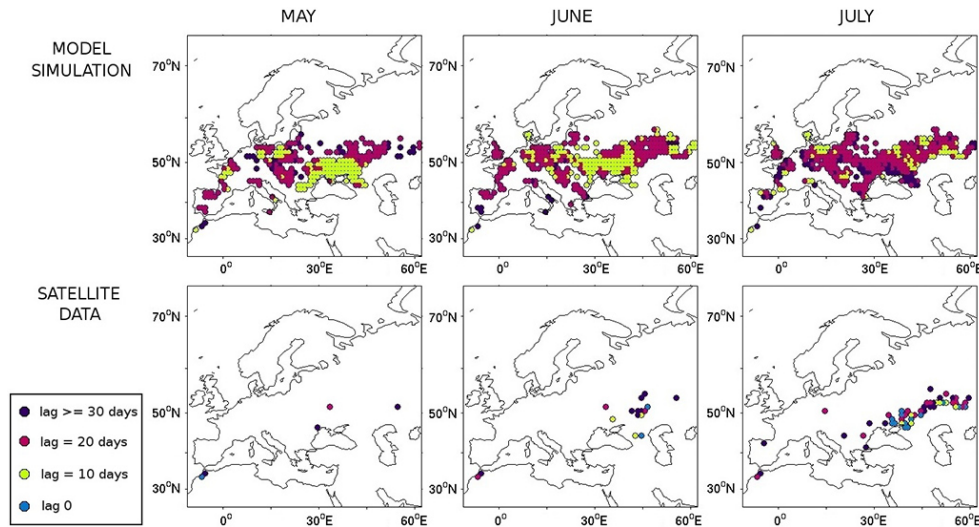 MAY JUNE JULY
MODEL
SIMULATION
70°N 70°N 70°N
50°N 50°N 50°N
30°N 30°N 30°N
0° 30°E 60°E 0° 30°E 60°E 0° 30°E 60°E
SATELLITE
DATA
70°N 70°N 70°N
50°N 50°N 50°N
30°N 30°N 30°N
0° 30°E 60°E 0° 30°E 60°E 0° 30°E 60°E
lag >= 30 days
lag = 20 days
lag = 10 days
lag 0